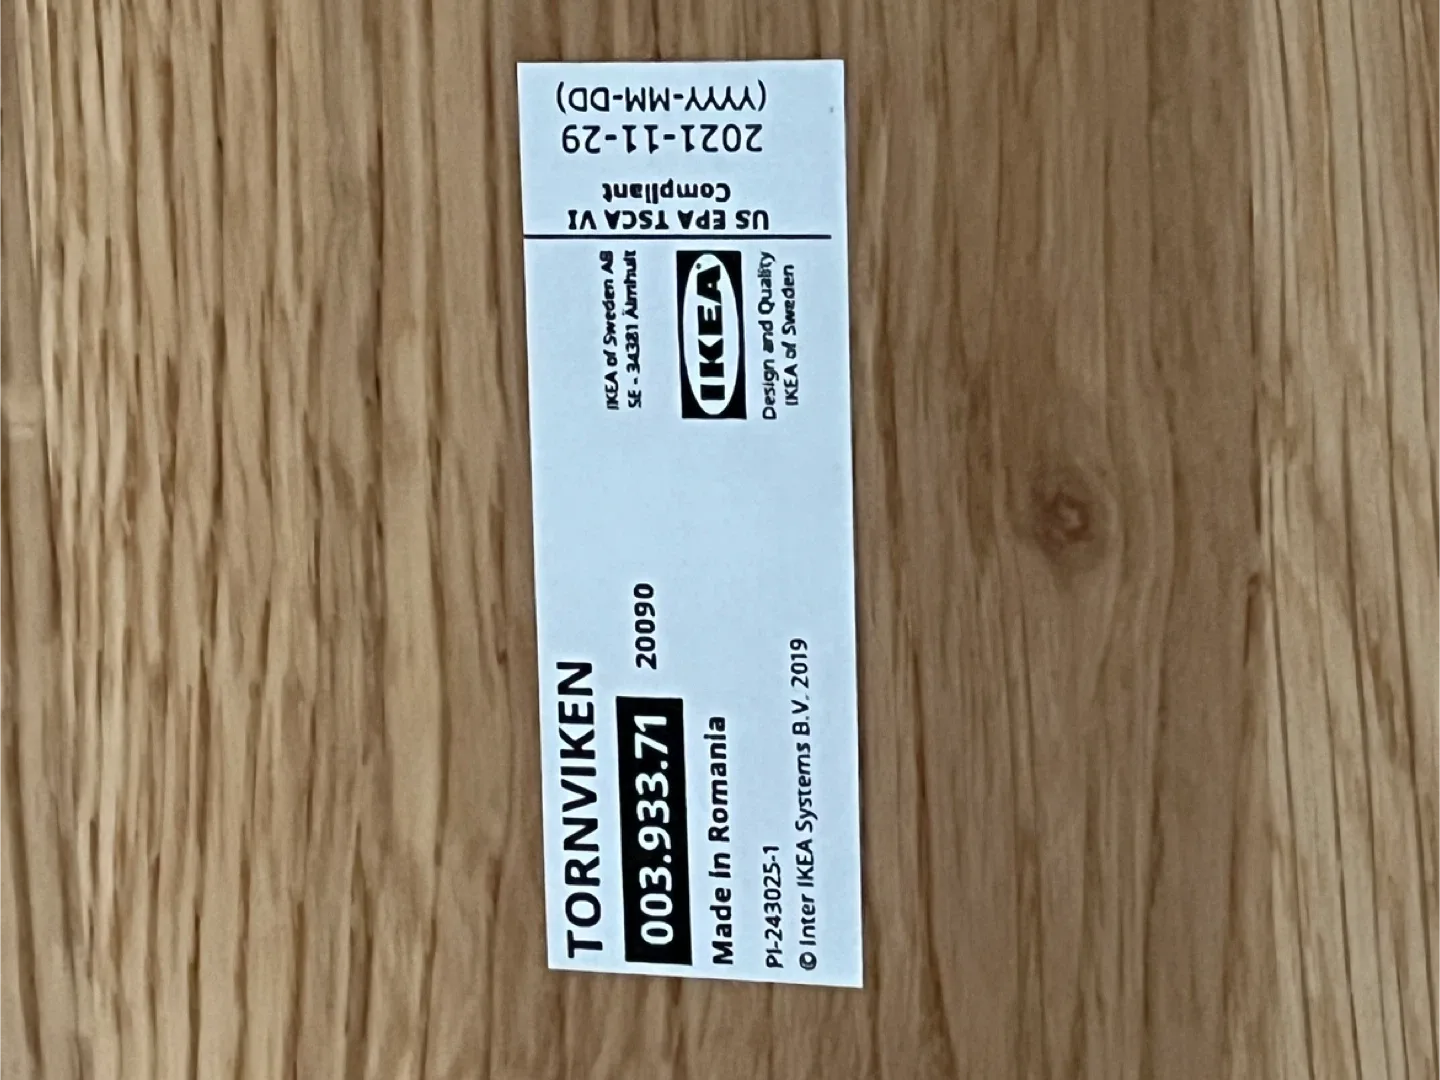 TORNVIKEN
003.933.71
20090
Made in Romania
PI-243025-1
© Inter IKEA Systems B.V. 2019
IKEA of Sweden AB
SE - 34381 Älmhult
IKEA
Design and Quality
IKEA of Sweden
US EPA TSCA VI
Compliant
2021-11-29
(YYYY-MM-DD)